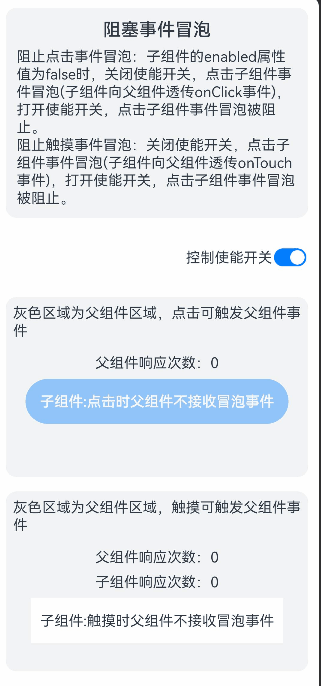 阻塞事件冒泡
阻止点击事件冒泡：子组件的enabled属性
值为false时，关闭使能开关，点击子组件事
件冒泡(子组件向父组件透传onClick事件)，
打开使能开关，点击子组件事件冒泡被阻
止。
阻止触摸事件冒泡：关闭使能开关，点击子
组件事件冒泡(子组件向父组件透传onTouch
事件)，打开使能开关，点击子组件事件冒泡
被阻止。
控制使能开关
灰色区域为父组件区域，点击可触发父组件事
件
父组件响应次数：0
子组件:点击时父组件不接收冒泡事件
灰色区域为父组件区域，触摸可触发父组件事
件
父组件响应次数：0
子组件响应次数：0
子组件:触摸时父组件不接收冒泡事件